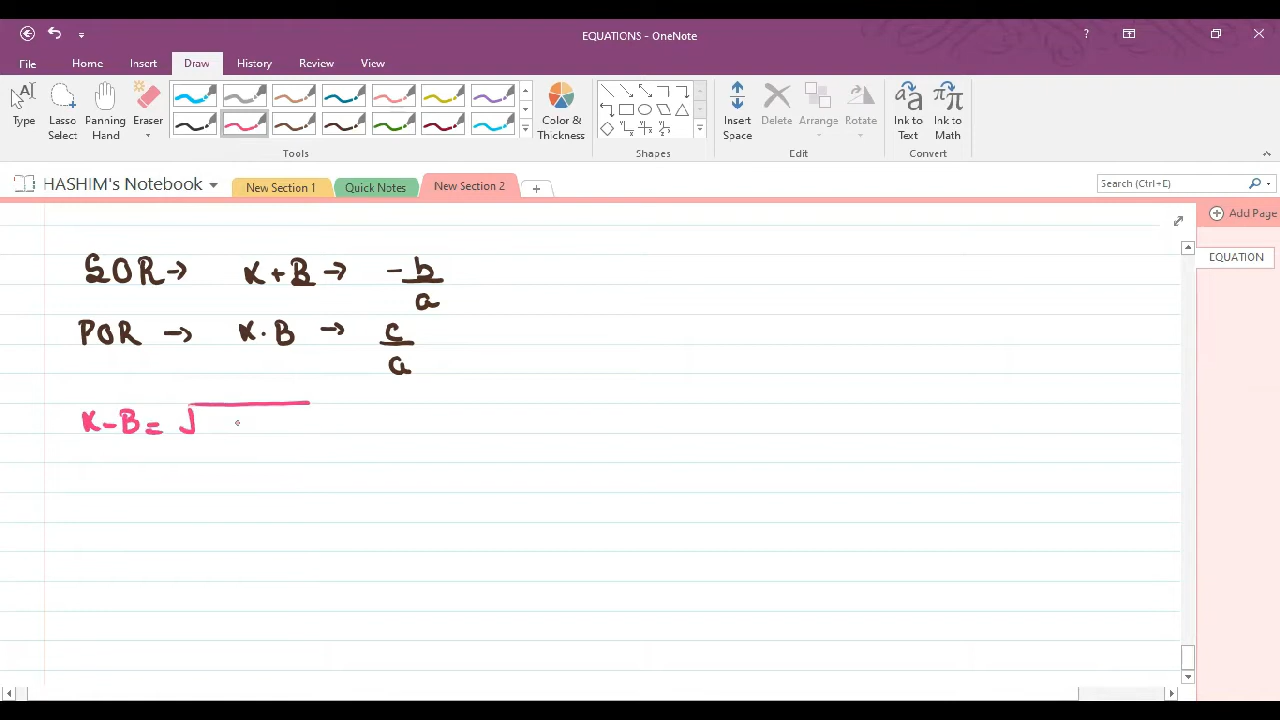 EQUATIONS - OneNote
?
File Home Insert Draw History Review View
Type Lasso Select Panning Hand Eraser Color & Thickness Insert Space Delete Arrange Rotate Ink to Text Ink to Math
Tools Shapes Edit Convert
HASHIM's Notebook New Section 1 Quick Notes New Section 2 + Search (Ctrl+E)
Add Page
EQUATION
SOR → α + B → - b/a
POR → α · B → c/a
α - B = √